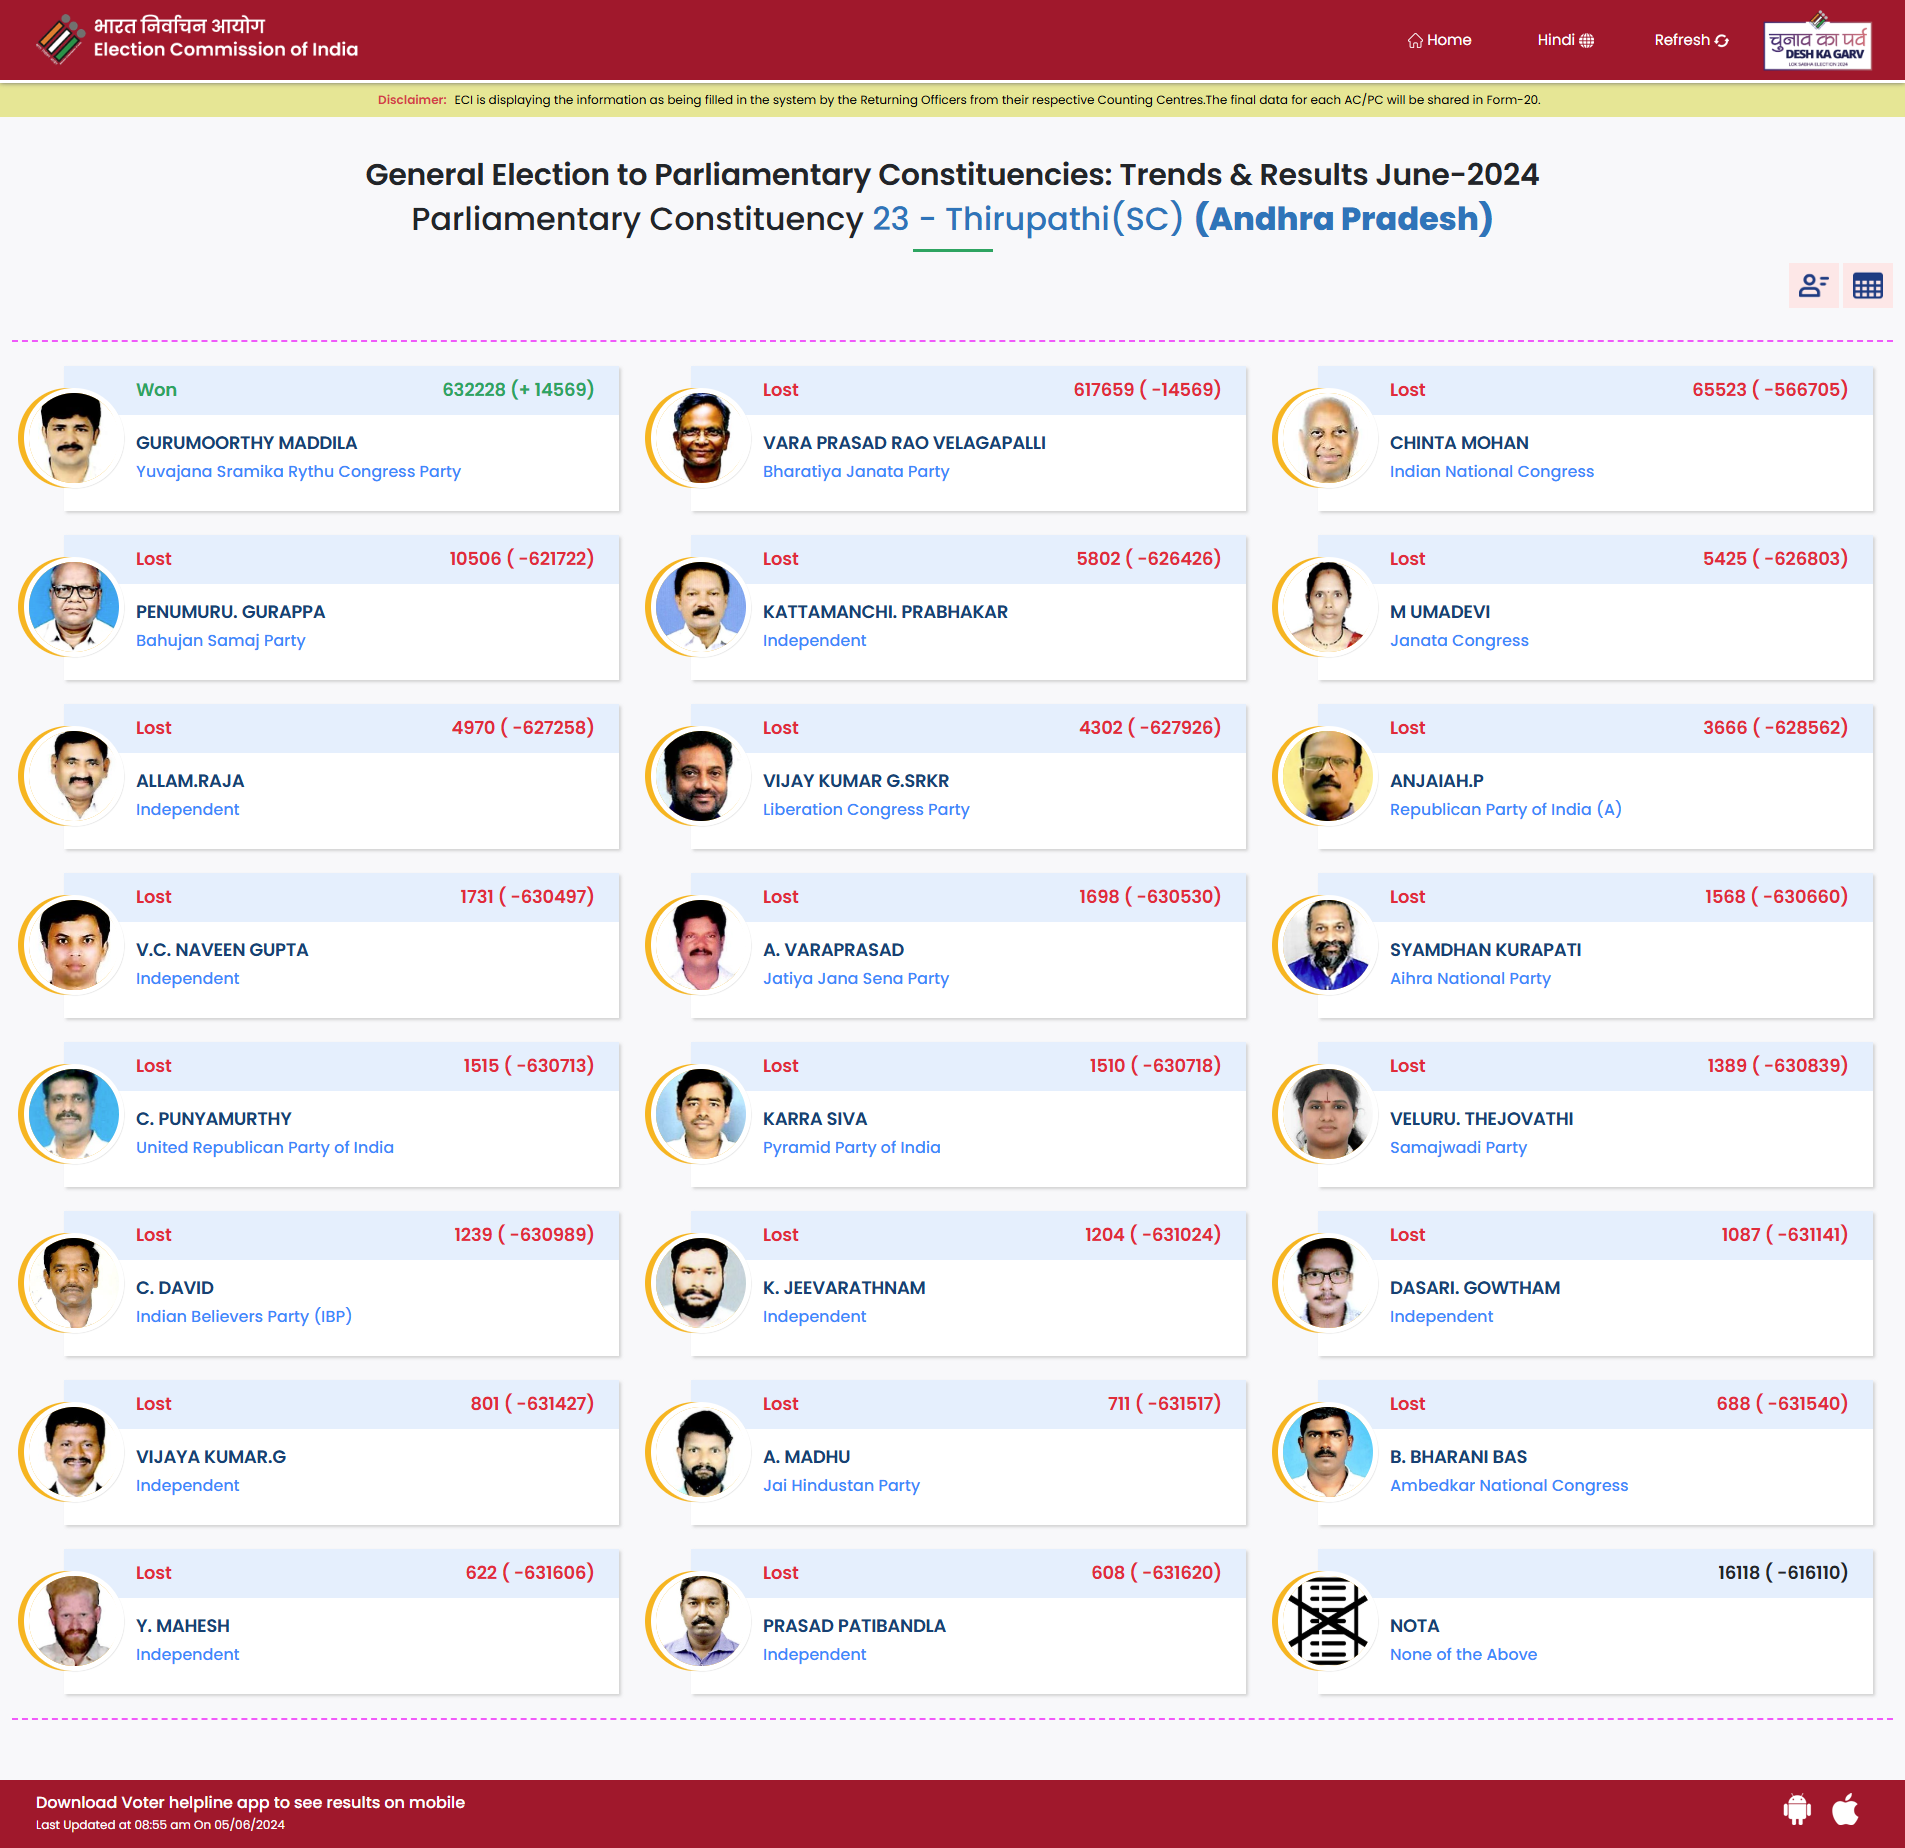 भारत निर्वाचन आयोग
Election Commission of India
Home
Hindi
Refresh
चुनाव का पर्व
DESH KA GARV
LOK SABHA ELECTION 2024
Disclaimer: ECI is displaying the information as being filled in the system by the Returning Officers from their respective Counting Centres.The final data for each AC/PC will be shared in Form-20.
General Election to Parliamentary Constituencies: Trends & Results June-2024
Parliamentary Constituency 23 - Thirupathi(SC) (Andhra Pradesh)
Won 632228 (+ 14569)
GURUMOORTHY MADDILA
Yuvajana Sramika Rythu Congress Party
Lost 617659 ( -14569)
VARA PRASAD RAO VELAGAPALLI
Bharatiya Janata Party
Lost 65523 ( -566705)
CHINTA MOHAN
Indian National Congress
Lost 10506 ( -621722)
PENUMURU. GURAPPA
Bahujan Samaj Party
Lost 5802 ( -626426)
KATTAMANCHI. PRABHAKAR
Independent
Lost 5425 ( -626803)
M UMADEVI
Janata Congress
Lost 4970 ( -627258)
ALLAM.RAJA
Independent
Lost 4302 ( -627926)
VIJAY KUMAR G.SRKR
Liberation Congress Party
Lost 3666 ( -628562)
ANJAIAH.P
Republican Party of India (A)
Lost 1731 ( -630497)
V.C. NAVEEN GUPTA
Independent
Lost 1698 ( -630530)
A. VARAPRASAD
Jatiya Jana Sena Party
Lost 1568 ( -630660)
SYAMDHAN KURAPATI
Aihra National Party
Lost 1515 ( -630713)
C. PUNYAMURTHY
United Republican Party of India
Lost 1510 ( -630718)
KARRA SIVA
Pyramid Party of India
Lost 1389 ( -630839)
VELURU. THEJOVATHI
Samajwadi Party
Lost 1239 ( -630989)
C. DAVID
Indian Believers Party (IBP)
Lost 1204 ( -631024)
K. JEEVARATHNAM
Independent
Lost 1087 ( -631141)
DASARI. GOWTHAM
Independent
Lost 801 ( -631427)
VIJAYA KUMAR.G
Independent
Lost 711 ( -631517)
A. MADHU
Jai Hindustan Party
Lost 688 ( -631540)
B. BHARANI BAS
Ambedkar National Congress
Lost 622 ( -631606)
Y. MAHESH
Independent
Lost 608 ( -631620)
PRASAD PATIBANDLA
Independent
16118 ( -616110)
NOTA
None of the Above
Download Voter helpline app to see results on mobile
Last Updated at 08:55 am On 05/06/2024